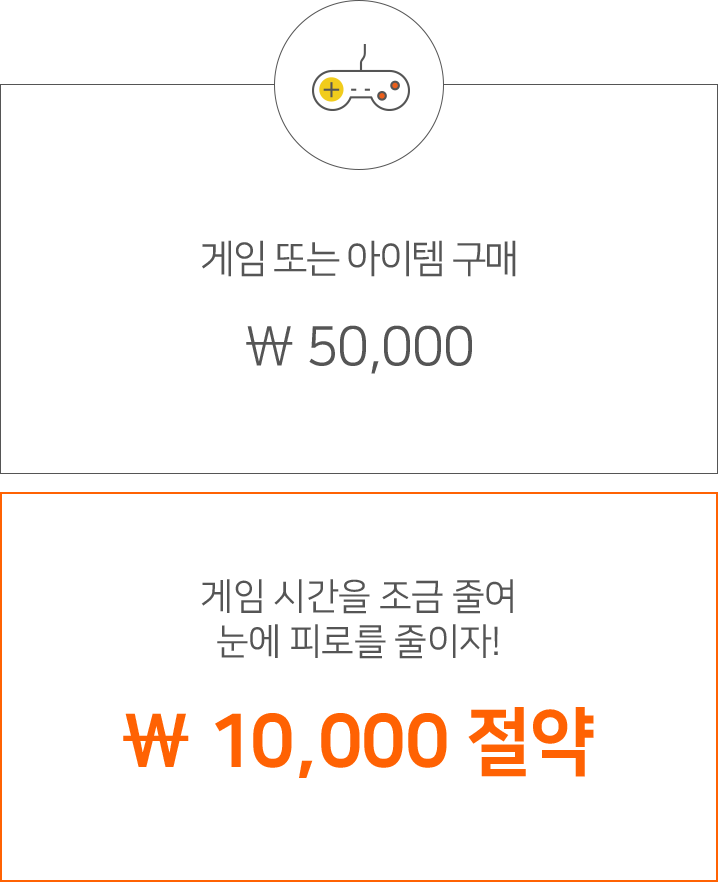 게임 또는 아이템 구매
₩ 50,000
게임 시간을 조금 줄여
눈에 피로를 줄이자!
₩ 10,000 절약